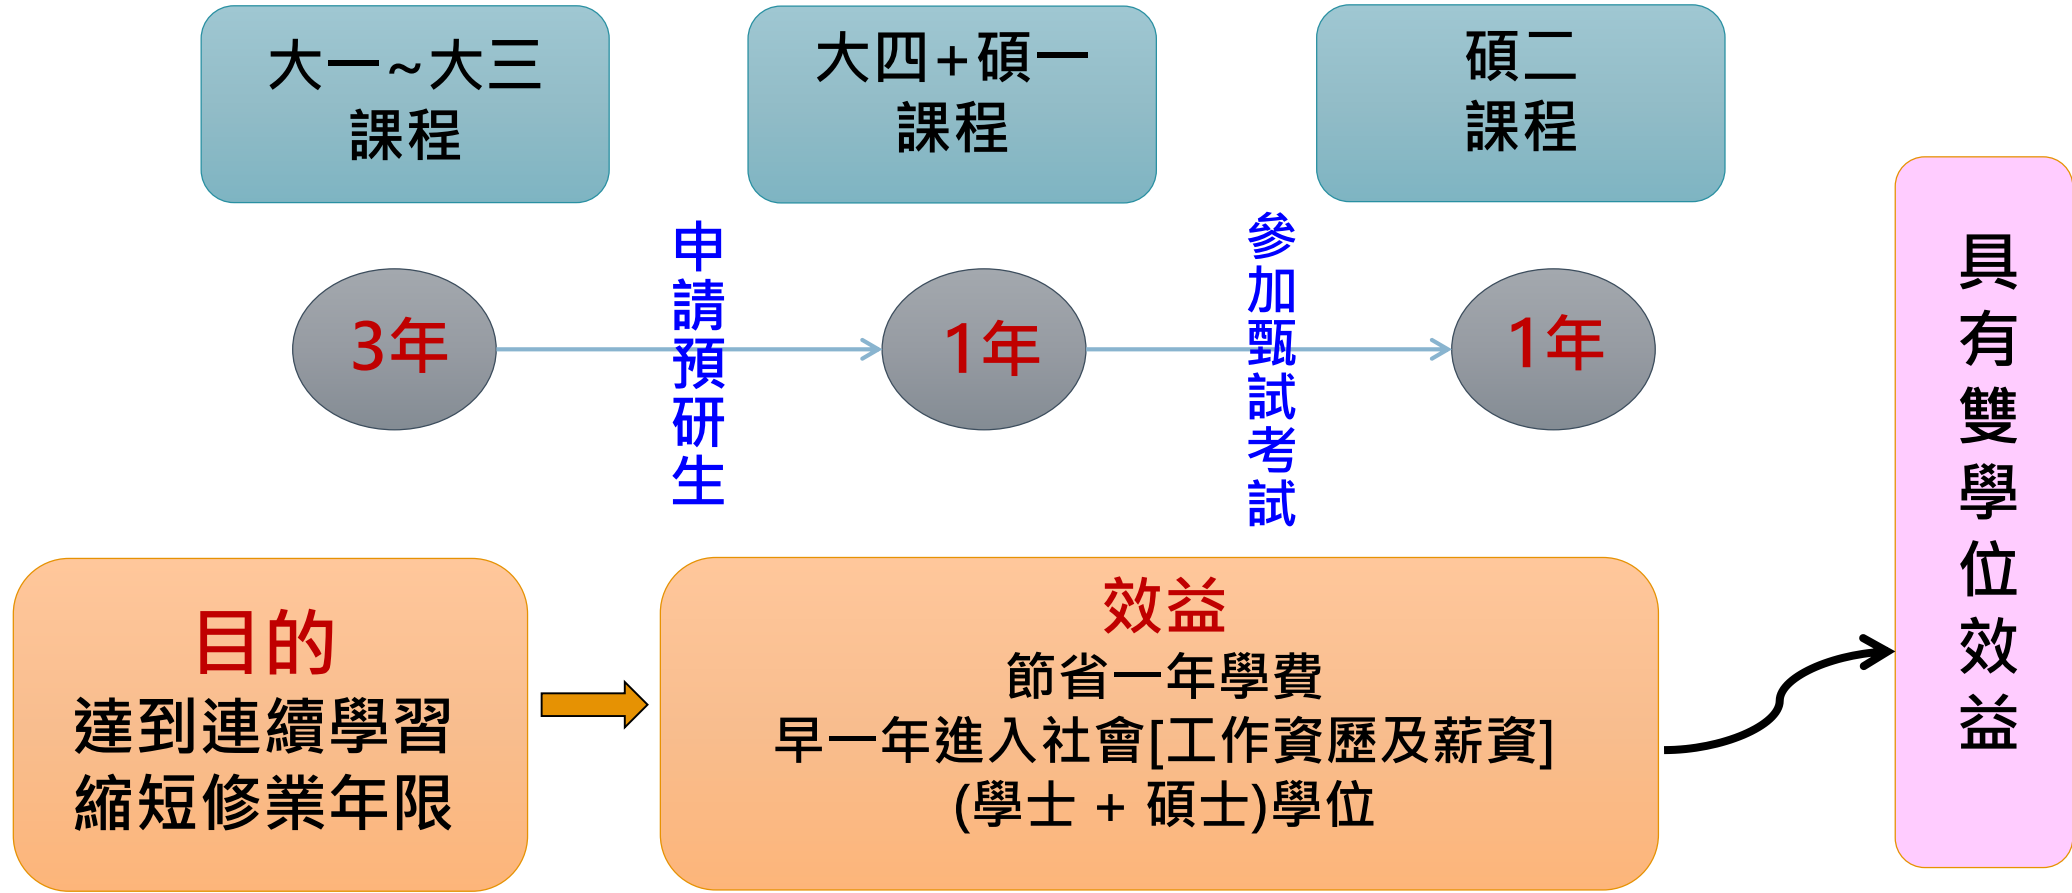 大一~大三
課程
大四+碩一
課程
碩二
課程
3年
申請預研生
1年
參加甄試考試
1年
目的
達到連續學習
縮短修業年限
效益
節省一年學費
早一年進入社會[工作資歷及薪資]
(學士 + 碩士)學位
具有雙學位效益